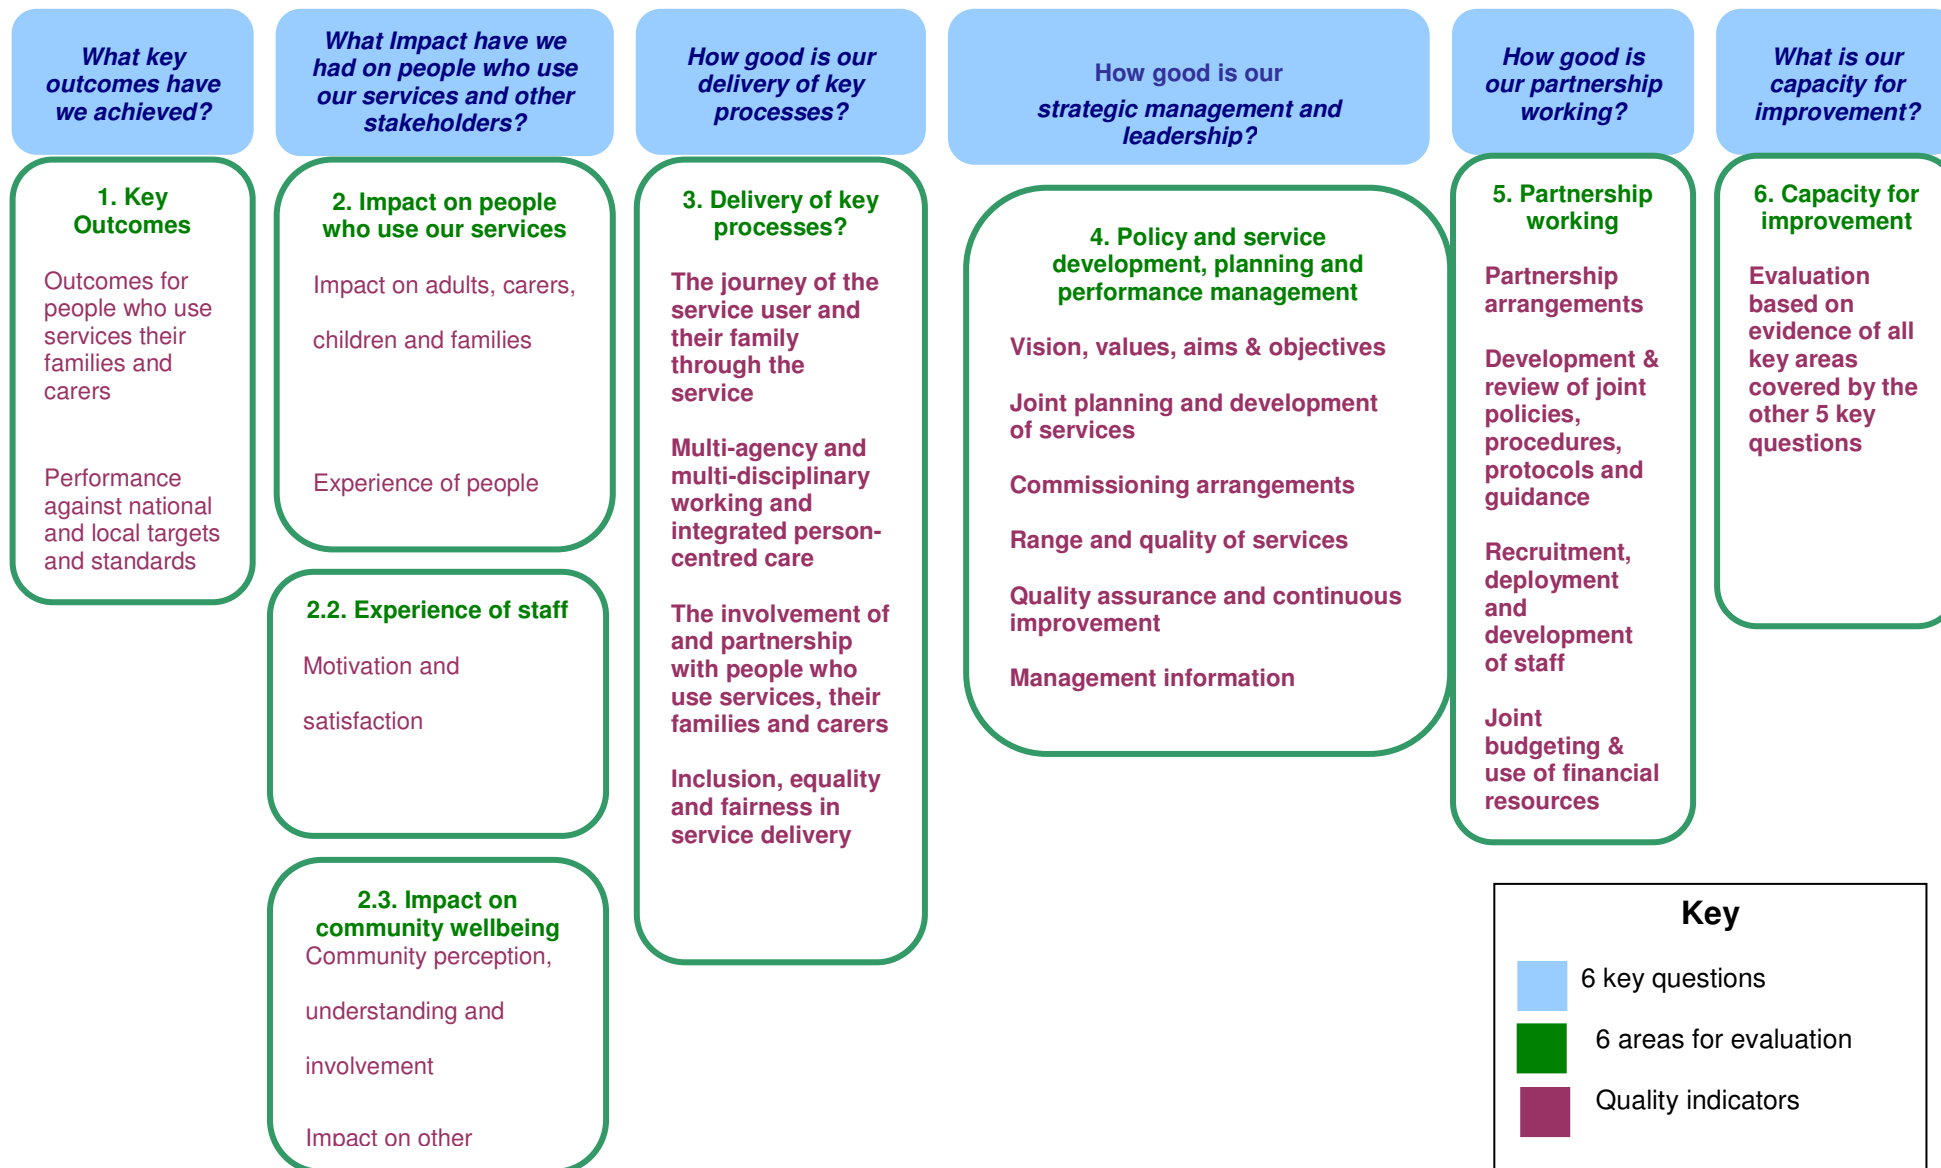 What key
outcomes have
we achieved?
What Impact have we
had on people who use
our services and other
stakeholders?
How good is our
delivery of key
processes?
How good is our
strategic management and
leadership?
How good is
our partnership
working?
What is our
capacity for
improvement?
1. Key
Outcomes
Outcomes for
people who use
services their
families and
carers
Performance
against national
and local targets
and standards
2. Impact on people
who use our services
Impact on adults, carers,
children and families
Experience of people
2.2. Experience of staff
Motivation and
satisfaction
2.3. Impact on
community wellbeing
Community perception,
understanding and
involvement
Impact on other
3. Delivery of key
processes?
The journey of the
service user and
their family
through the
service
Multi-agency and
multi-disciplinary
working and
integrated person-
centred care
The involvement of
and partnership
with people who
use services, their
families and carers
Inclusion, equality
and fairness in
service delivery
4. Policy and service
development, planning and
performance management
Vision, values, aims & objectives
Joint planning and development
of services
Commissioning arrangements
Range and quality of services
Quality assurance and continuous
improvement
Management information
5. Partnership
working
Partnership
arrangements
Development &
review of joint
policies,
procedures,
protocols and
guidance
Recruitment,
deployment
and
development
of staff
Joint
budgeting &
use of financial
resources
6. Capacity for
improvement
Evaluation
based on
evidence of all
key areas
covered by the
other 5 key
questions
Key
6 key questions
6 areas for evaluation
Quality indicators